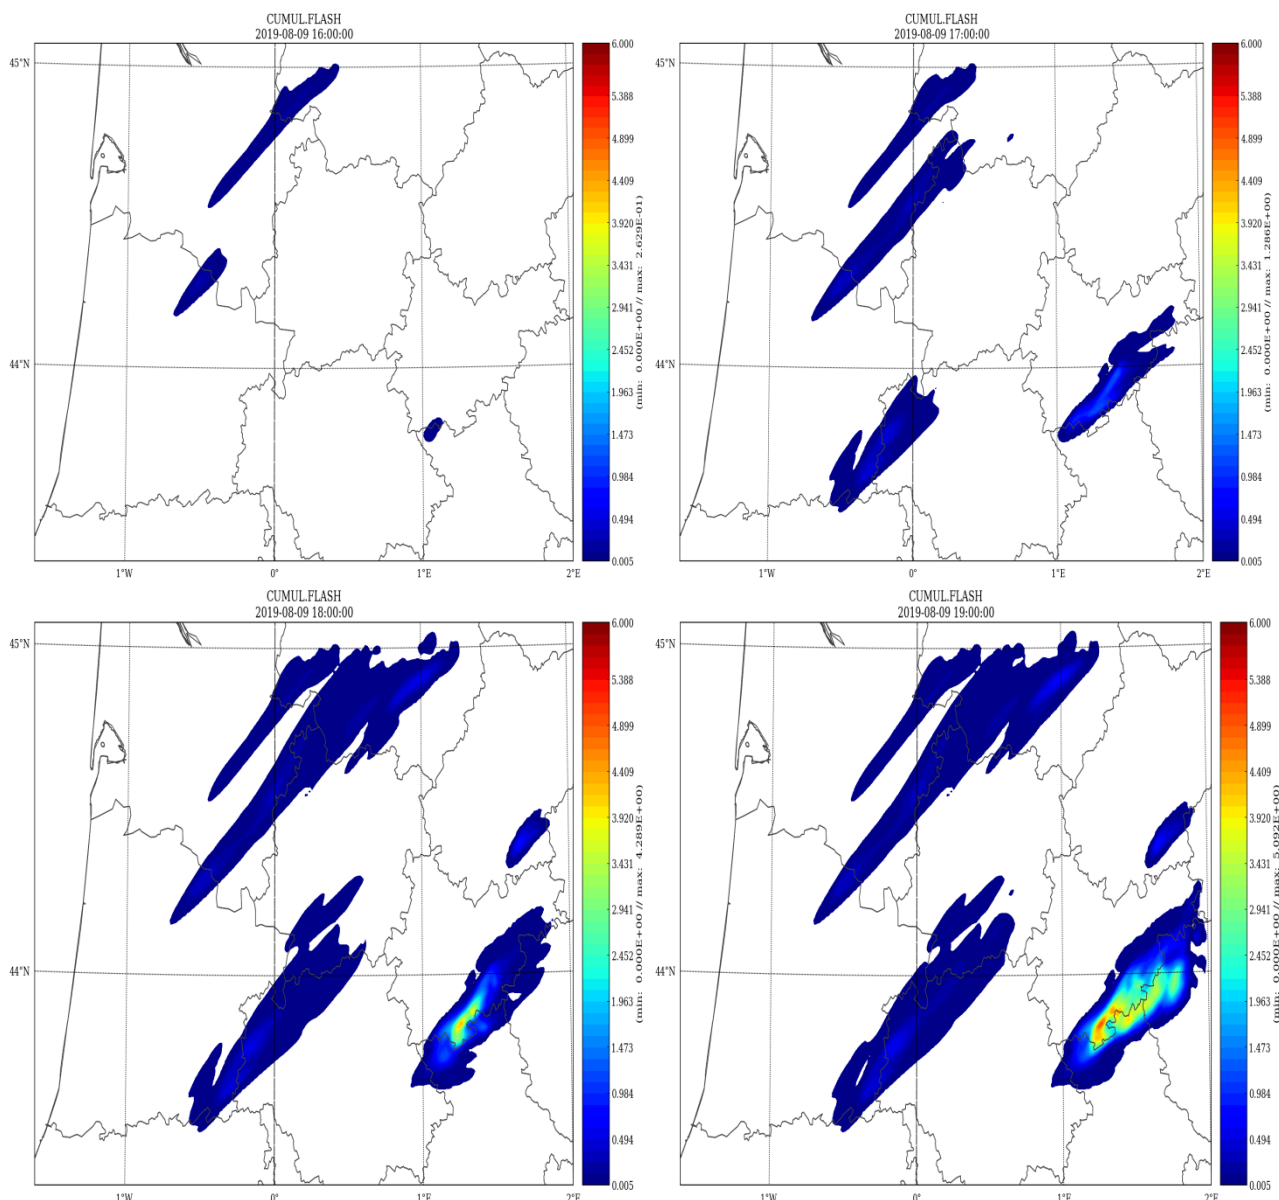 CUMUL.FLASH
2019-08-09 16:00:00
45°N
44°N
1°W
0°
1°E
2°E
6.000
5.388
4.899
4.409
3.920
3.431
2.941
2.452
1.963
1.473
0.984
0.494
0.005
(min: 0.000E+00 // max: 2.629E-01)
CUMUL.FLASH
2019-08-09 17:00:00
45°N
44°N
1°W
0°
1°E
2°E
6.000
5.388
4.899
4.409
3.920
3.431
2.941
2.452
1.963
1.473
0.984
0.494
0.005
(min: 0.000E+00 // max: 1.286E+00)
CUMUL.FLASH
2019-08-09 18:00:00
45°N
44°N
1°W
0°
1°E
2°E
6.000
5.388
4.899
4.409
3.920
3.431
2.941
2.452
1.963
1.473
0.984
0.494
0.005
(min: 0.000E+00 // max: 4.289E+00)
CUMUL.FLASH
2019-08-09 19:00:00
45°N
44°N
1°W
0°
1°E
2°E
6.000
5.388
4.899
4.409
3.920
3.431
2.941
2.452
1.963
1.473
0.984
0.494
0.005
(min: 0.000E+00 // max: 5.092E+00)